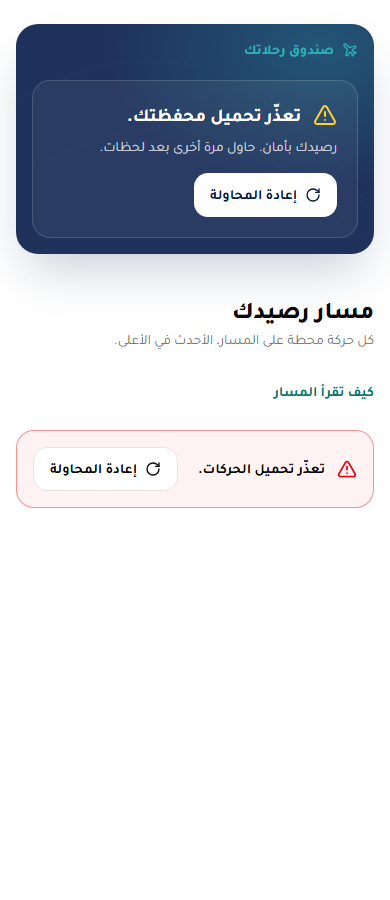 صندوق رحلاتك
تعذّر تحميل محفظتك.
رصيدك بأمان. حاول مرة أخرى بعد لحظات.
إعادة المحاولة
مسار رصيدك
كل حركة محطة على المسار، الأحدث في الأعلى.
كيف تقرأ المسار
تعذّر تحميل الحركات.
إعادة المحاولة